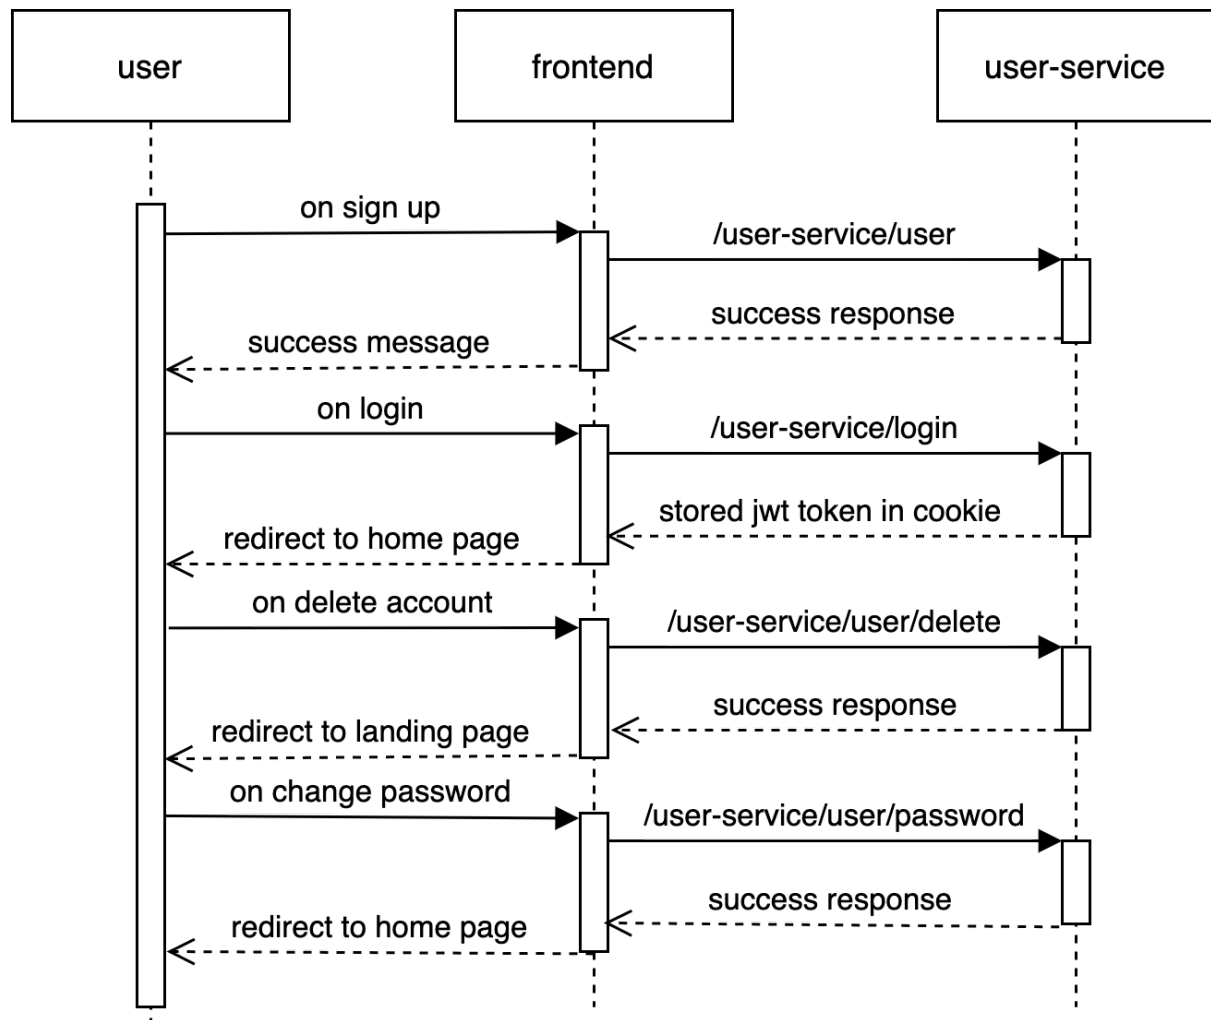 user
frontend
user-service
on sign up
/user-service/user
success response
success message
on login
/user-service/login
stored jwt token in cookie
redirect to home page
on delete account
/user-service/user/delete
success response
redirect to landing page
on change password
/user-service/user/password
success response
redirect to home page